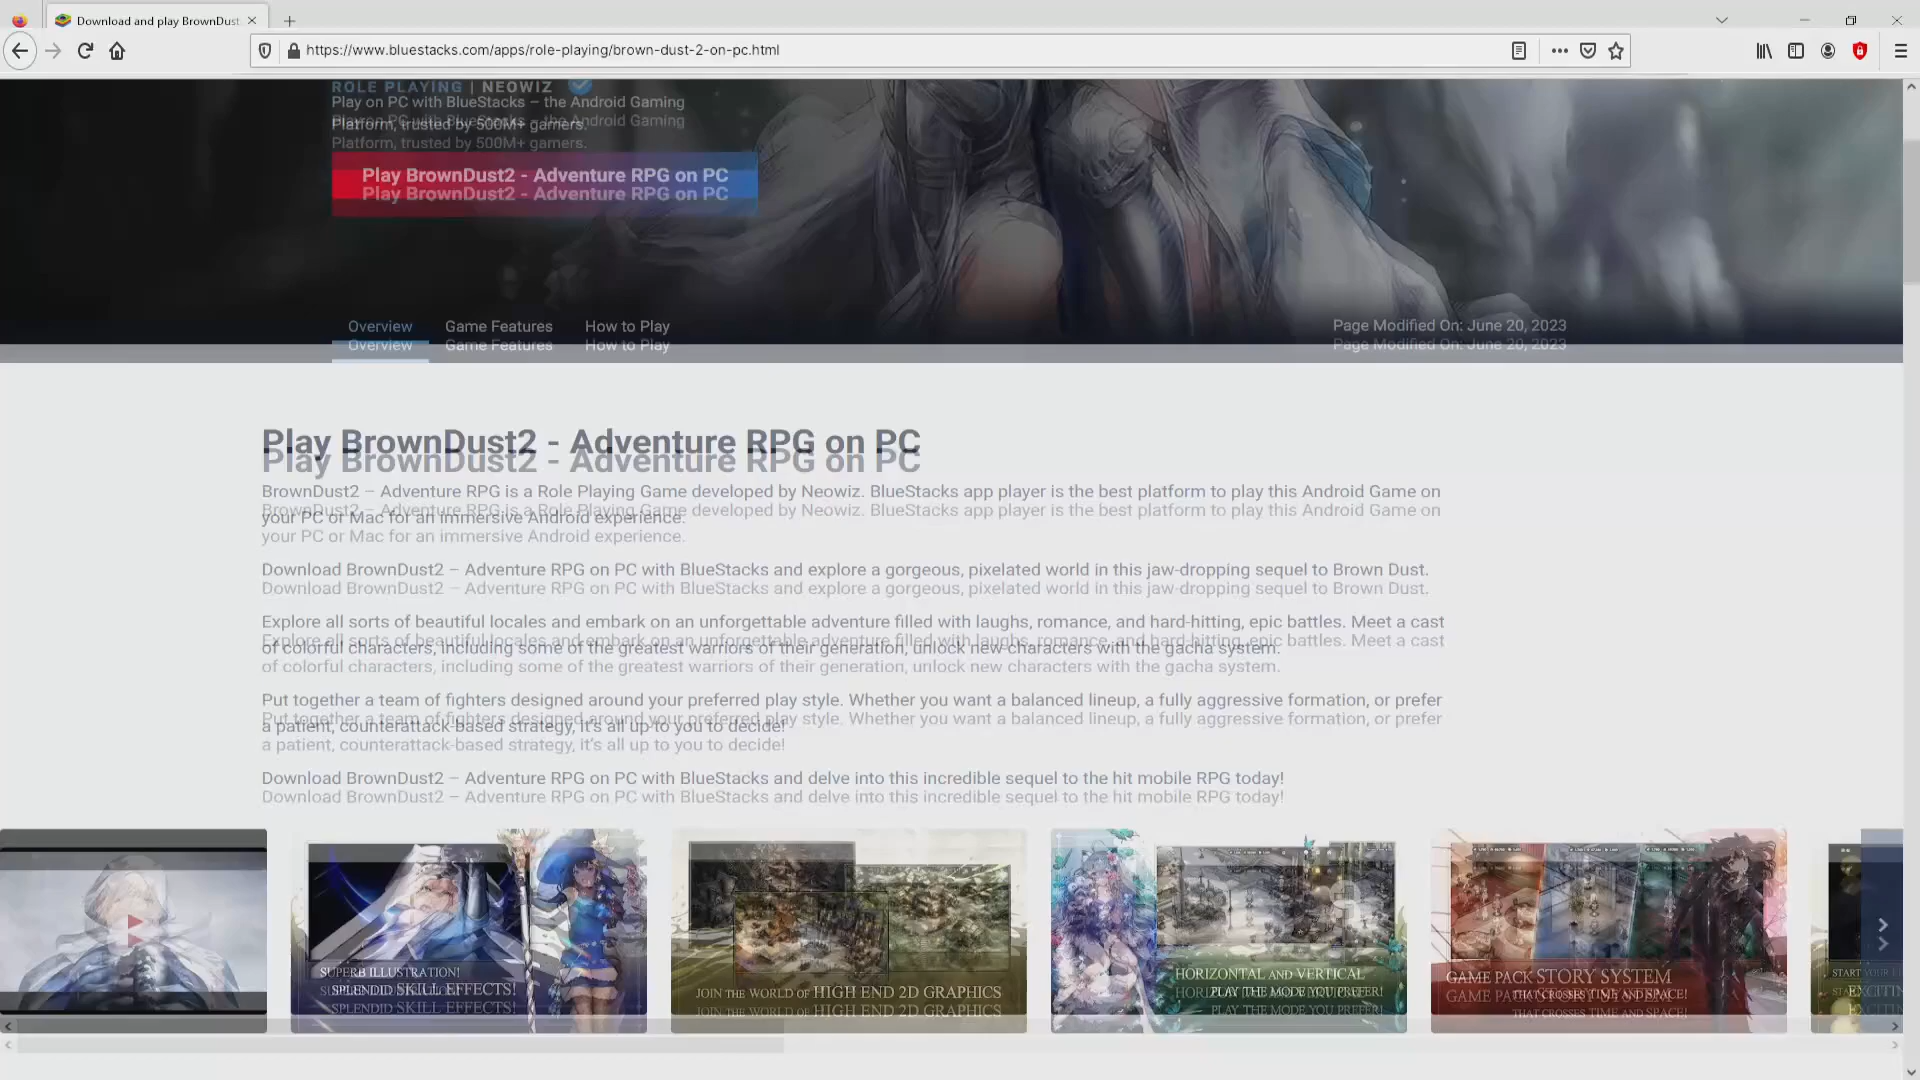 Download and play BrownDust
https://www.bluestacks.com/apps/role-playing/brown-dust-2-on-pc.html
ROLE PLAYING | NEOWIZ
Play on PC with BlueStacks – the Android Gaming
Platform, trusted by 500M+ gamers.
Play BrownDust2 - Adventure RPG on PC
Overview Game Features How to Play Page Modified On: June 20, 2023
Play BrownDust2 - Adventure RPG on PC
BrownDust2 – Adventure RPG is a Role Playing Game developed by Neowiz. BlueStacks app player is the best platform to play this Android Game on
your PC or Mac for an immersive Android experience.
Download BrownDust2 – Adventure RPG on PC with BlueStacks and explore a gorgeous, pixelated world in this jaw-dropping sequel to Brown Dust.
Explore all sorts of beautiful locales and embark on an unforgettable adventure filled with laughs, romance, and hard-hitting, epic battles. Meet a cast
of colorful characters, including some of the greatest warriors of their generation, unlock new characters with the gacha system.
Put together a team of fighters designed around your preferred play style. Whether you want a balanced lineup, a fully aggressive formation, or prefer
a patient, counterattack-based strategy, it's all up to you to decide!
Download BrownDust2 – Adventure RPG on PC with BlueStacks and delve into this incredible sequel to the hit mobile RPG today!
SUPERB ILLUSTRATION!
SPLENDID SKILL EFFECTS!
JOIN THE WORLD OF HIGH END 2D GRAPHICS
HORIZONTAL AND VERTICAL
PLAY THE MODE YOU PREFER!
GAME PACK STORY SYSTEM
THAT CROSSES TIME AND SPACE!